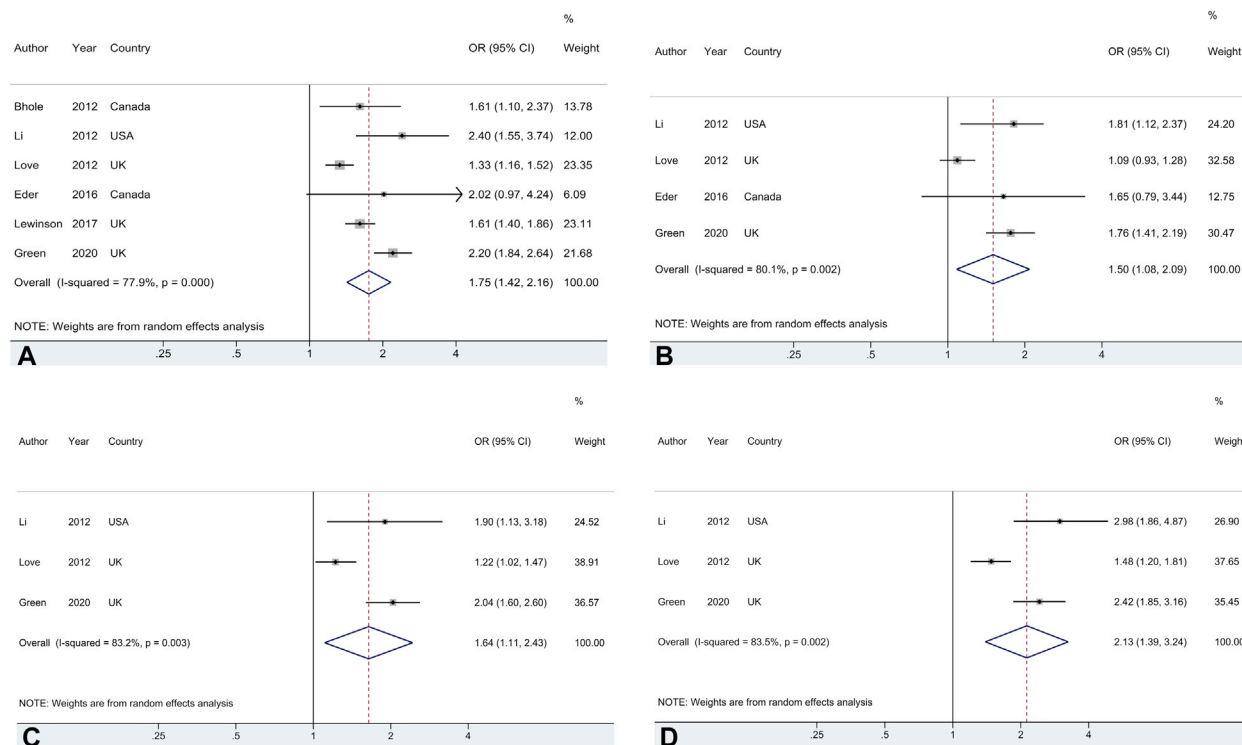 %
Author Year Country OR (95% CI) Weight
Bhole 2012 Canada 1.61 (1.10, 2.37) 13.78
Li 2012 USA 2.40 (1.55, 3.74) 12.00
Love 2012 UK 1.33 (1.16, 1.52) 23.35
Eder 2016 Canada 2.02 (0.97, 4.24) 6.09
Lewinson 2017 UK 1.61 (1.40, 1.86) 23.11
Green 2020 UK 2.20 (1.84, 2.64) 21.68
Overall (I-squared = 77.9%, p = 0.000) 1.75 (1.42, 2.16) 100.00
NOTE: Weights are from random effects analysis
A .25 .5 1 2 4
%
Author Year Country OR (95% CI) Weight
Li 2012 USA 1.81 (1.12, 2.37) 24.20
Love 2012 UK 1.09 (0.93, 1.28) 32.58
Eder 2016 Canada 1.65 (0.79, 3.44) 12.75
Green 2020 UK 1.76 (1.41, 2.19) 30.47
Overall (I-squared = 80.1%, p = 0.002) 1.50 (1.08, 2.09) 100.00
NOTE: Weights are from random effects analysis
B .25 .5 1 2 4
%
Author Year Country OR (95% CI) Weight
Li 2012 USA 1.90 (1.13, 3.18) 24.52
Love 2012 UK 1.22 (1.02, 1.47) 38.91
Green 2020 UK 2.04 (1.60, 2.60) 36.57
Overall (I-squared = 83.2%, p = 0.003) 1.64 (1.11, 2.43) 100.00
NOTE: Weights are from random effects analysis
C .25 .5 1 2 4
%
Author Year Country OR (95% CI) Weight
Li 2012 USA 2.98 (1.86, 4.87) 26.90
Love 2012 UK 1.48 (1.20, 1.81) 37.65
Green 2020 UK 2.42 (1.85, 3.16) 35.45
Overall (I-squared = 83.5%, p = 0.002) 2.13 (1.39, 3.24) 100.00
NOTE: Weights are from random effects analysis
D .25 .5 1 2 4